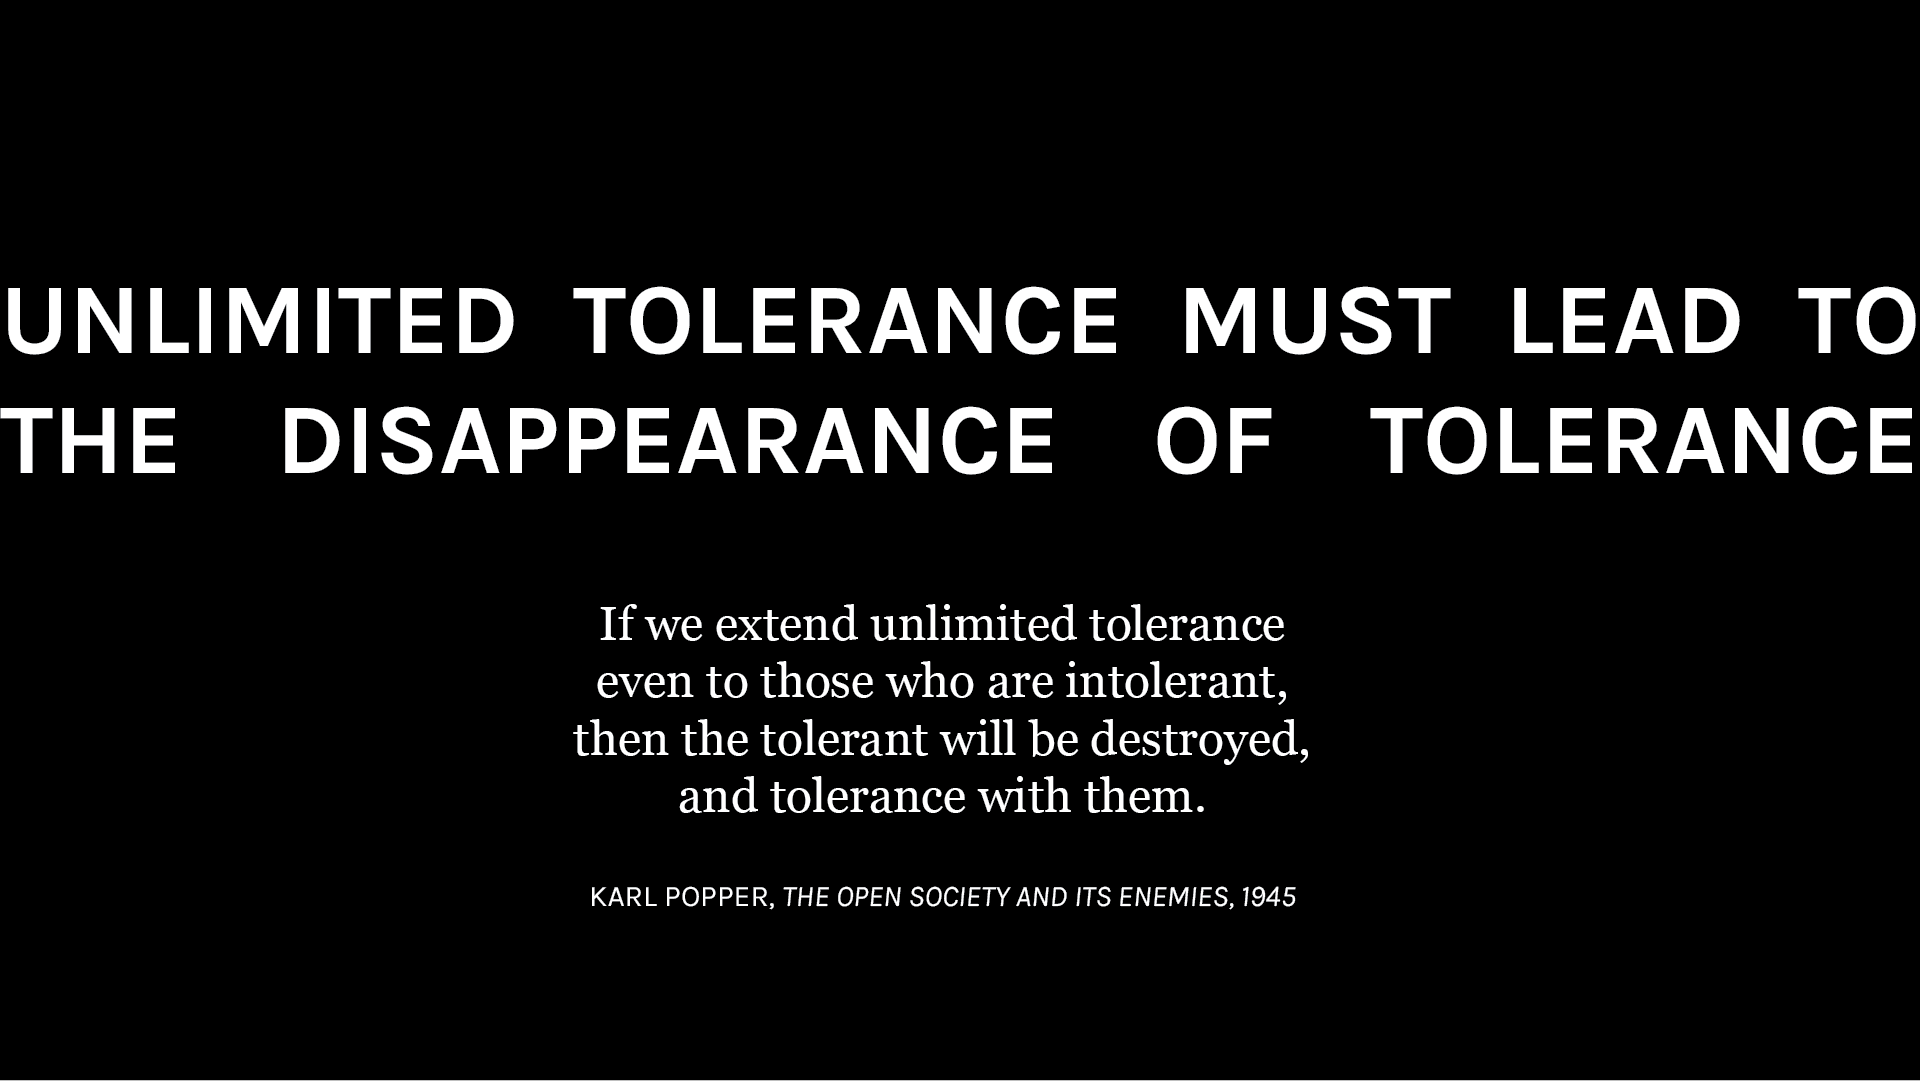 UNLIMITED TOLERANCE MUST LEAD TO
THE DISAPPEARANCE OF TOLERANCE
If we extend unlimited tolerance
even to those who are intolerant,
then the tolerant will be destroyed,
and tolerance with them.
KARL POPPER, THE OPEN SOCIETY AND ITS ENEMIES, 1945